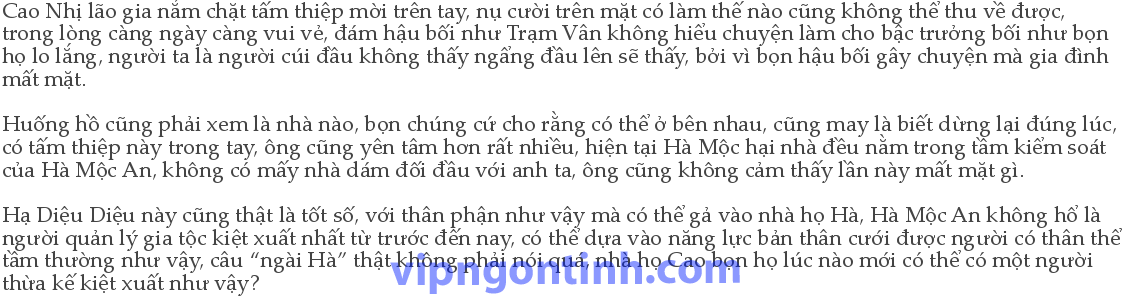 Cao Nhị lão gia nắm chặt tấm thiệp mời trên tay, nụ cười trên mặt có làm thế nào cũng không thể thu về được,
trong lòng càng ngày càng vui vẻ, đám hậu bối như Trạm Vân không hiểu chuyện làm cho bậc trưởng bối như bọn
họ lo lắng, người ta là người cúi đầu không thấy ngẩng đầu lên sẽ thấy, bởi vì bọn hậu bối gây chuyện mà gia đình
mất mặt.
Huống hồ cũng phải xem là nhà nào, bọn chúng cứ cho rằng có thể ở bên nhau, cũng may là biết dừng lại đúng lúc,
có tấm thiệp này trong tay, ông cũng yên tâm hơn rất nhiều, hiện tại Hà Mộc hại nhà đều nằm trong tầm kiểm soát
của Hà Mộc An, không có mấy nhà dám đối đầu với anh ta, ông cũng không cảm thấy lần này mất mặt gì.
Hạ Diệu Diệu này cũng thật là tốt số, với thân phận như vậy mà có thể gả vào nhà họ Hà, Hà Mộc An không hổ là
người quản lý gia tộc kiệt xuất nhất từ trước đến nay, có thể dựa vào năng lực bản thân cưới được người có thân thế
tầm thường như vậy, câu “ngài Hà” thật không phải nói quá, nhà họ Cao bọn họ lúc nào mới có thể có một người
thừa kế kiệt xuất như vậy?
vipngontinh.com